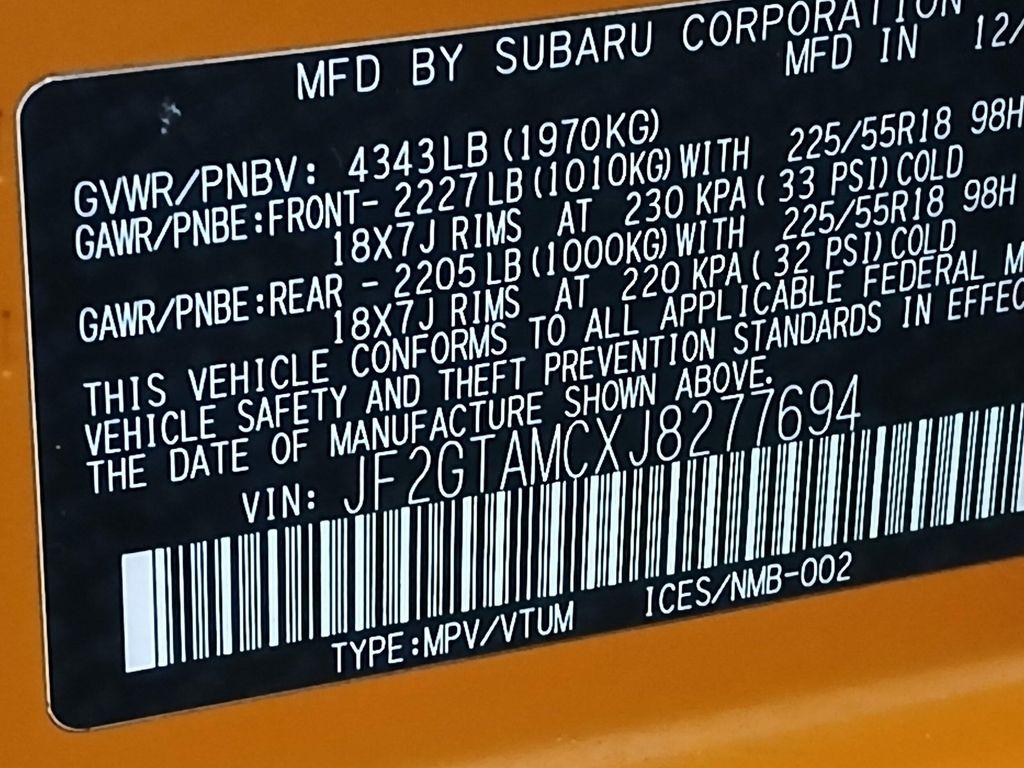 MFD BY SUBARU CORPORATION
MFD IN 12/
GVWR/PNBV: 4343LB (1970KG)
GAWR/PNBE:FRONT- 2227LB(1010KG)WITH 225/55R18 98H
18X7J RIMS AT 230 KPA( 33 PSI)COLD
GAWR/PNBE:REAR - 2205LB(1000KG)WITH 225/55R18 98H
18X7J RIMS AT 220 KPA( 32 PSI)COLD
THIS VEHICLE CONFORMS TO ALL APPLICABLE FEDERAL M
VEHICLE SAFETY AND THEFT PREVENTION STANDARDS IN EFFEC
THE DATE OF MANUFACTURE SHOWN ABOVE.
VIN: JF2GTAMCXJ8277694
TYPE:MPV/VTUM ICES/NMB-002